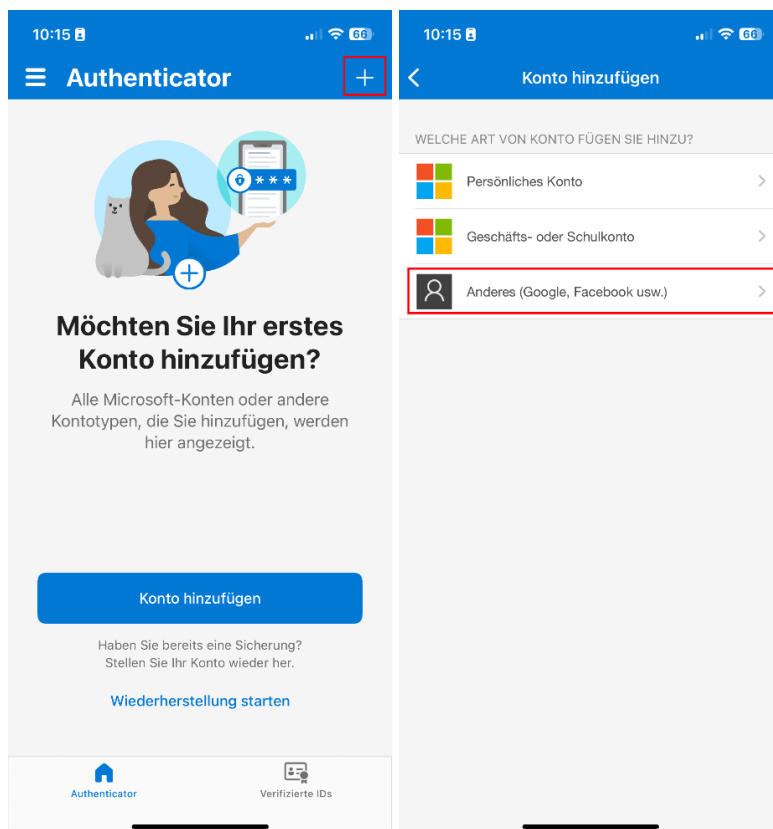 10:15
66
Authenticator
* * *
Möchten Sie Ihr erstes
Konto hinzufügen?
Alle Microsoft-Konten oder andere
Kontotypen, die Sie hinzufügen, werden
hier angezeigt.
Konto hinzufügen
Haben Sie bereits eine Sicherung?
Stellen Sie Ihr Konto wieder her.
Wiederherstellung starten
Authenticator
Verifizierte IDs
10:15
66
Konto hinzufügen
WELCHE ART VON KONTO FÜGEN SIE HINZU?
Persönliches Konto
Geschäfts- oder Schulkonto
Anderes (Google, Facebook usw.)